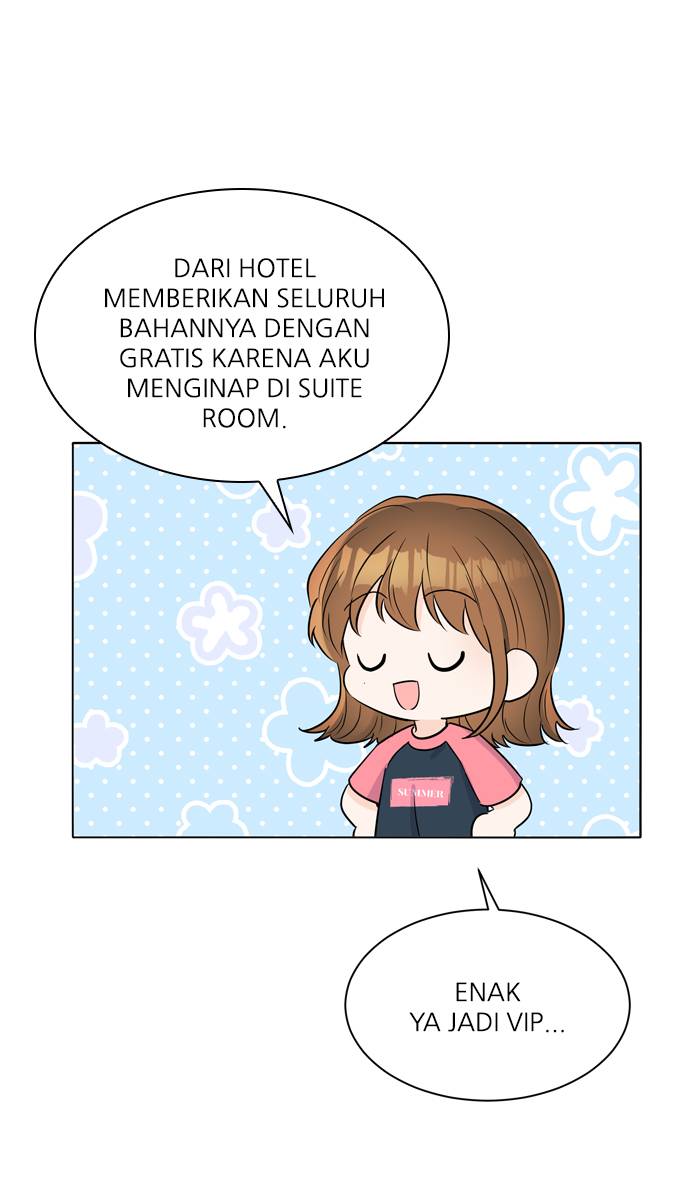 DARI HOTEL
MEMBERIKAN SELURUH
BAHANNYA DENGAN
GRATIS KARENA AKU
MENGINAP DI SUITE
ROOM.
SUMMER
ENAK
YA JADI VIP...